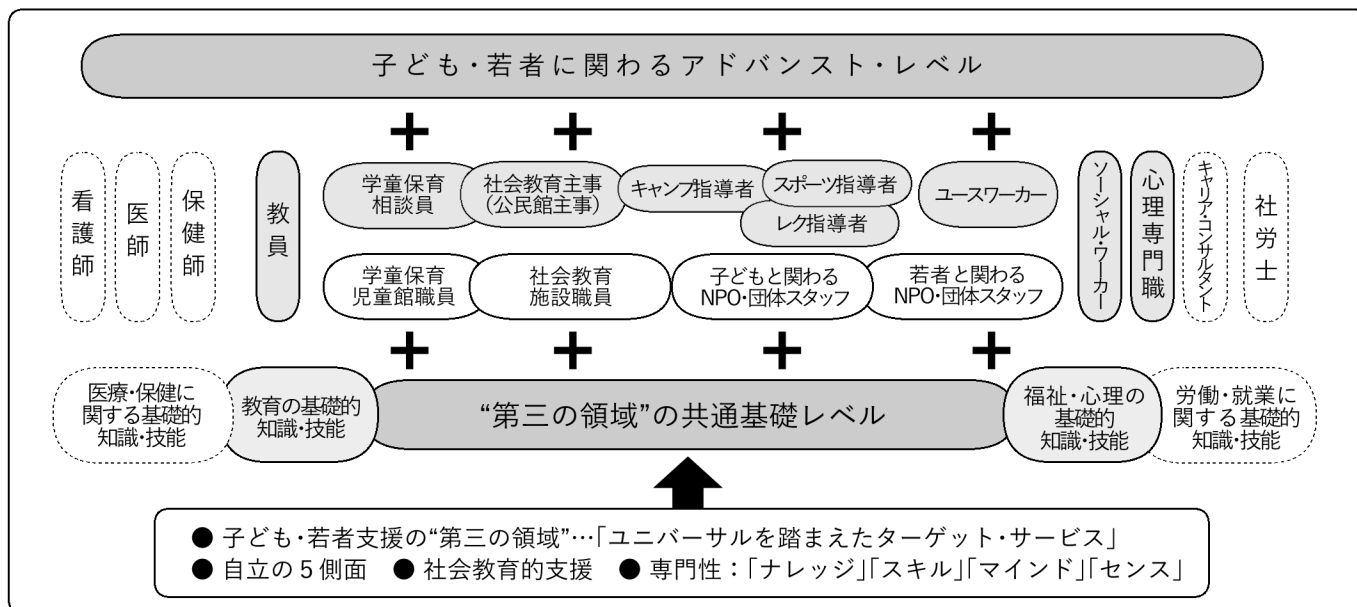 子ども・若者に関わるアドバンスト・レベル
+ + + +
看護師
医師
保健師
教員
学童保育
相談員
社会教育主事
(公民館主事)
キャンプ指導者
スポーツ指導者
レク指導者
ユースワーカー
学童保育
児童館職員
社会教育
施設職員
子どもと関わる
NPO・団体スタッフ
若者と関わる
NPO・団体スタッフ
ソーシャル・ワーカー
心理専門職
キャリア・コンサルタント
社労士
+ + + +
医療・保健に
関する基礎的
知識・技能
教育の基礎的
知識・技能
“第三の領域”の共通基礎レベル
福祉・心理の
基礎的
知識・技能
労働・就業に
関する基礎的
知識・技能
● 子ども・若者支援の“第三の領域”…「ユニバーサルを踏まえたターゲット・サービス」
● 自立の5側面 ● 社会教育的支援 ● 専門性：「ナレッジ」「スキル」「マインド」「センス」